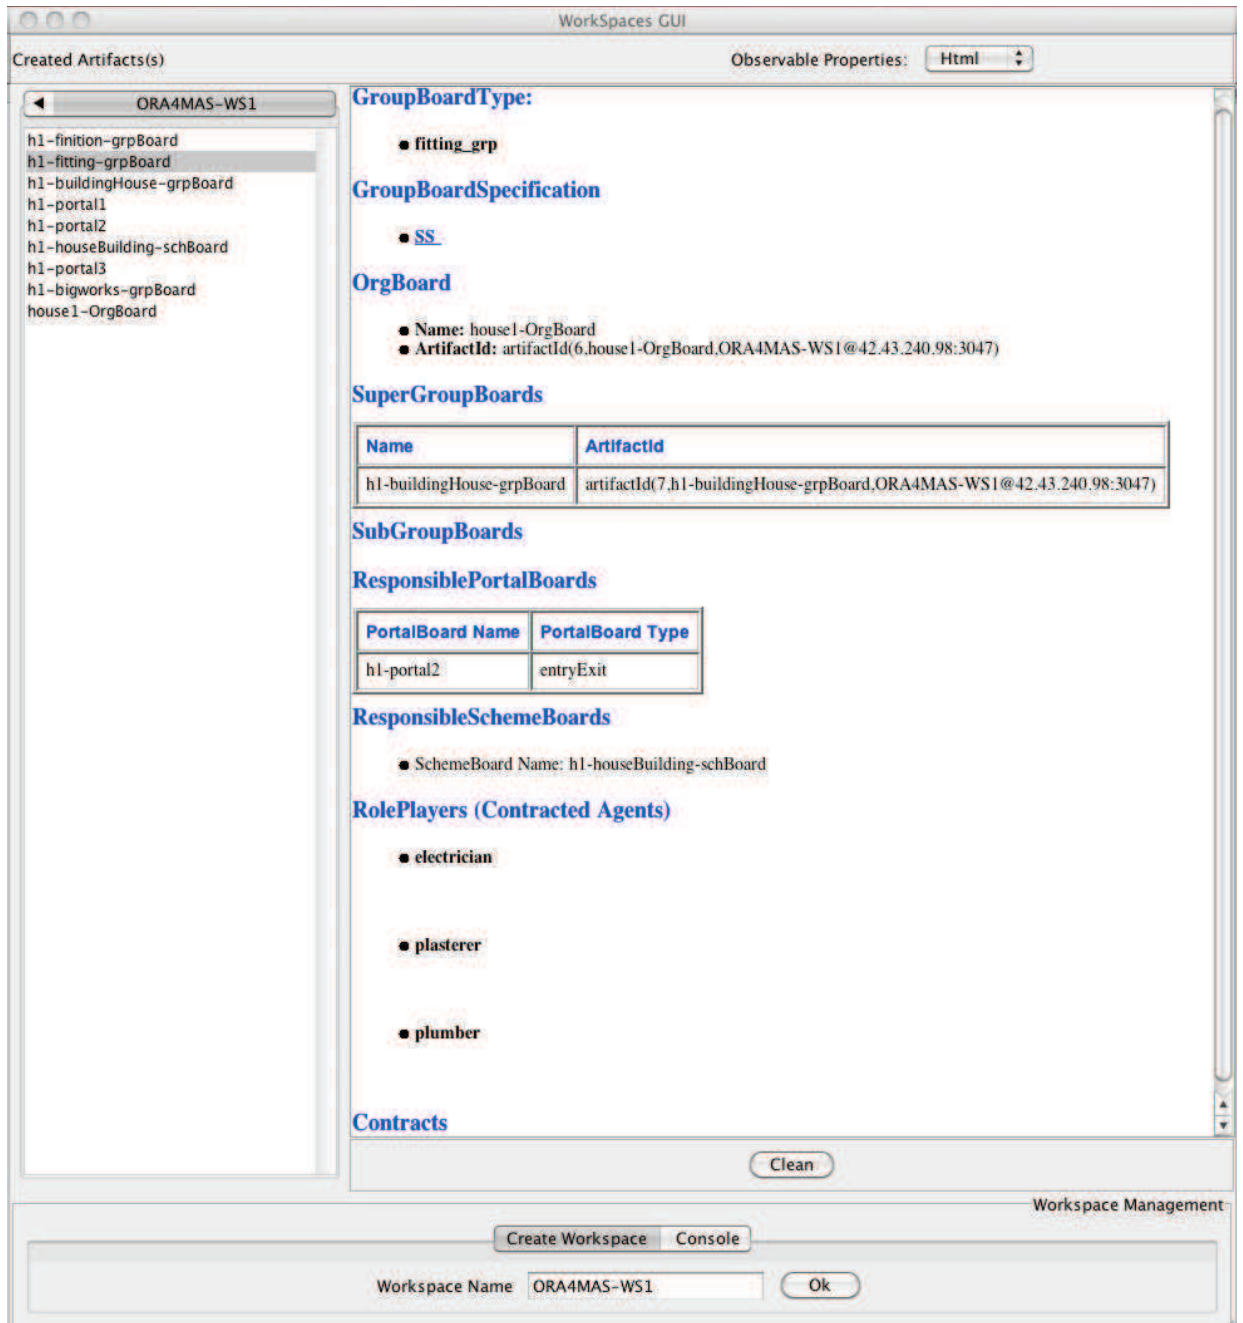 WorkSpaces GUI
Created Artifacts(s)
Observable Properties: Html
ORA4MAS-WS1
h1-finition-grpBoard
h1-fitting-grpBoard
h1-buildingHouse-grpBoard
h1-portal1
h1-portal2
h1-houseBuilding-schBoard
h1-portal3
h1-bigworks-grpBoard
house1-OrgBoard
GroupBoardType:
fitting_grp
GroupBoardSpecification
SS
OrgBoard
Name: house1-OrgBoard
ArtifactId: artifactId(6,house1-OrgBoard,ORA4MAS-WS1@42.43.240.98:3047)
SuperGroupBoards
Name ArtifactId
h1-buildingHouse-grpBoard artifactId(7,h1-buildingHouse-grpBoard,ORA4MAS-WS1@42.43.240.98:3047)
SubGroupBoards
ResponsiblePortalBoards
PortalBoard Name PortalBoard Type
h1-portal2 entryExit
ResponsibleSchemeBoards
SchemeBoard Name: h1-houseBuilding-schBoard
RolePlayers (Contracted Agents)
electrician
plasterer
plumber
Contracts
Clean
Workspace Management
Create Workspace Console
Workspace Name ORA4MAS-WS1 Ok